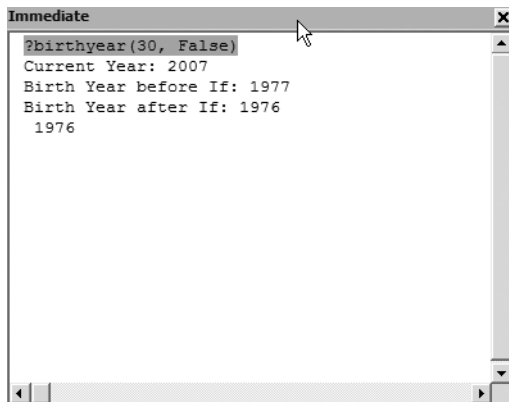 Immediate
?birthyear(30, False)
Current Year: 2007
Birth Year before If: 1977
Birth Year after If: 1976
1976